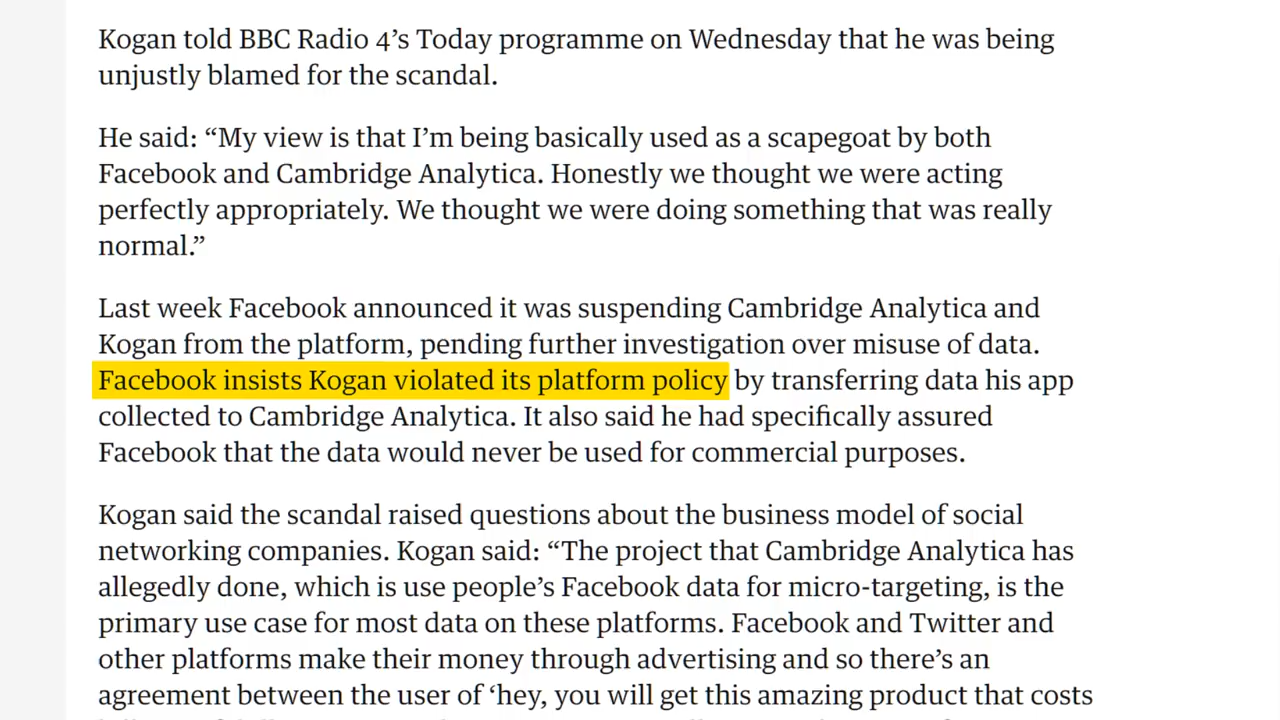 Kogan told BBC Radio 4’s Today programme on Wednesday that he was being
unjustly blamed for the scandal.
He said: “My view is that I’m being basically used as a scapegoat by both
Facebook and Cambridge Analytica. Honestly we thought we were acting
perfectly appropriately. We thought we were doing something that was really
normal.”
Last week Facebook announced it was suspending Cambridge Analytica and
Kogan from the platform, pending further investigation over misuse of data.
Facebook insists Kogan violated its platform policy by transferring data his app
collected to Cambridge Analytica. It also said he had specifically assured
Facebook that the data would never be used for commercial purposes.
Kogan said the scandal raised questions about the business model of social
networking companies. Kogan said: “The project that Cambridge Analytica has
allegedly done, which is use people’s Facebook data for micro-targeting, is the
primary use case for most data on these platforms. Facebook and Twitter and
other platforms make their money through advertising and so there’s an
agreement between the user of ‘hey, you will get this amazing product that costs